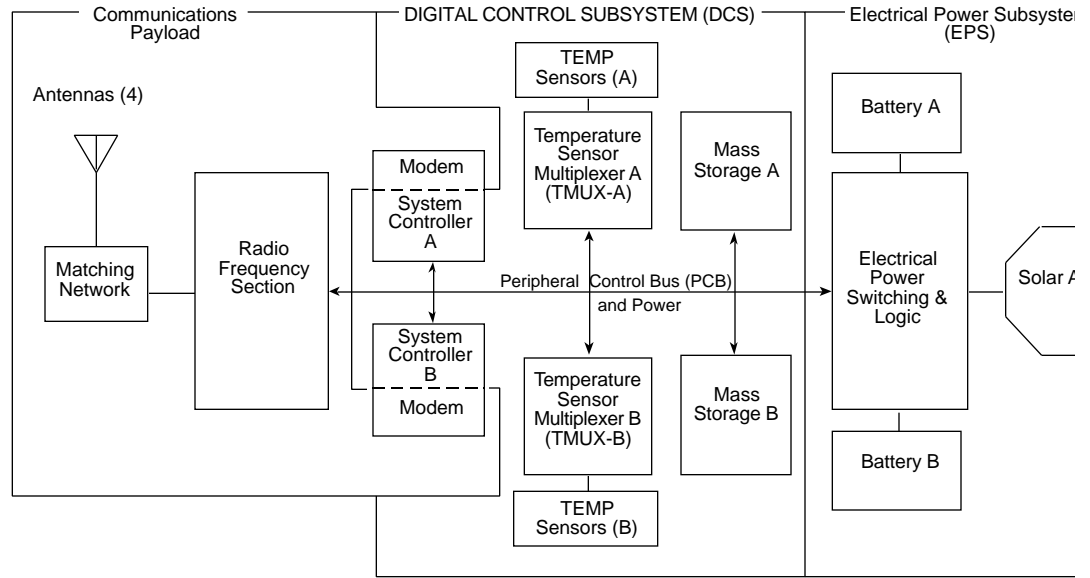 Communications
Payload
DIGITAL CONTROL SUBSYSTEM (DCS)
Electrical Power Subsystem
(EPS)
Antennas (4)
Matching
Network
Radio
Frequency
Section
Modem
System
Controller
A
System
Controller
B
Modem
TEMP
Sensors (A)
Temperature
Sensor
Multiplexer A
(TMUX-A)
Mass
Storage A
Peripheral Control Bus (PCB)
and Power
Temperature
Sensor
Multiplexer B
(TMUX-B)
TEMP
Sensors (B)
Mass
Storage B
Battery A
Electrical
Power
Switching &
Logic
Solar A
Battery B